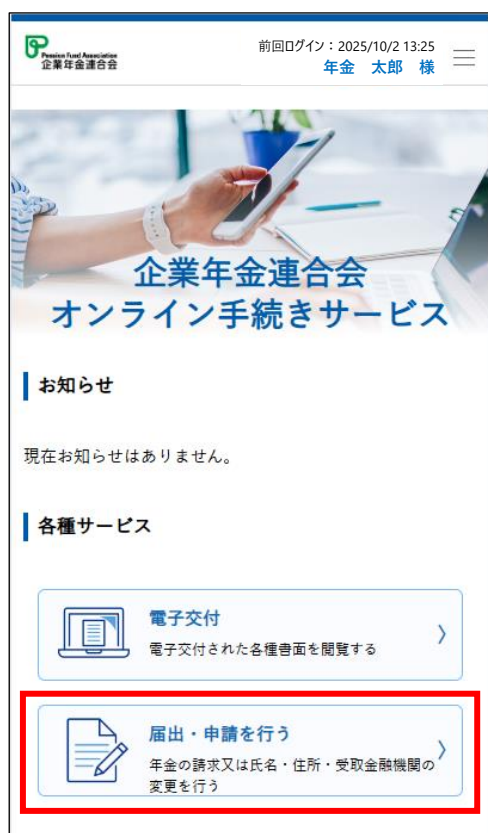 Pension Fund Association
企業年金連合会
前回ログイン：2025/10/2 13:25
年金　太郎　様
企業年金連合会
オンライン手続きサービス
お知らせ
現在お知らせはありません。
各種サービス
電子交付
電子交付された各種書面を閲覧する
届出・申請を行う
年金の請求又は氏名・住所・受取金融機関の
変更を行う